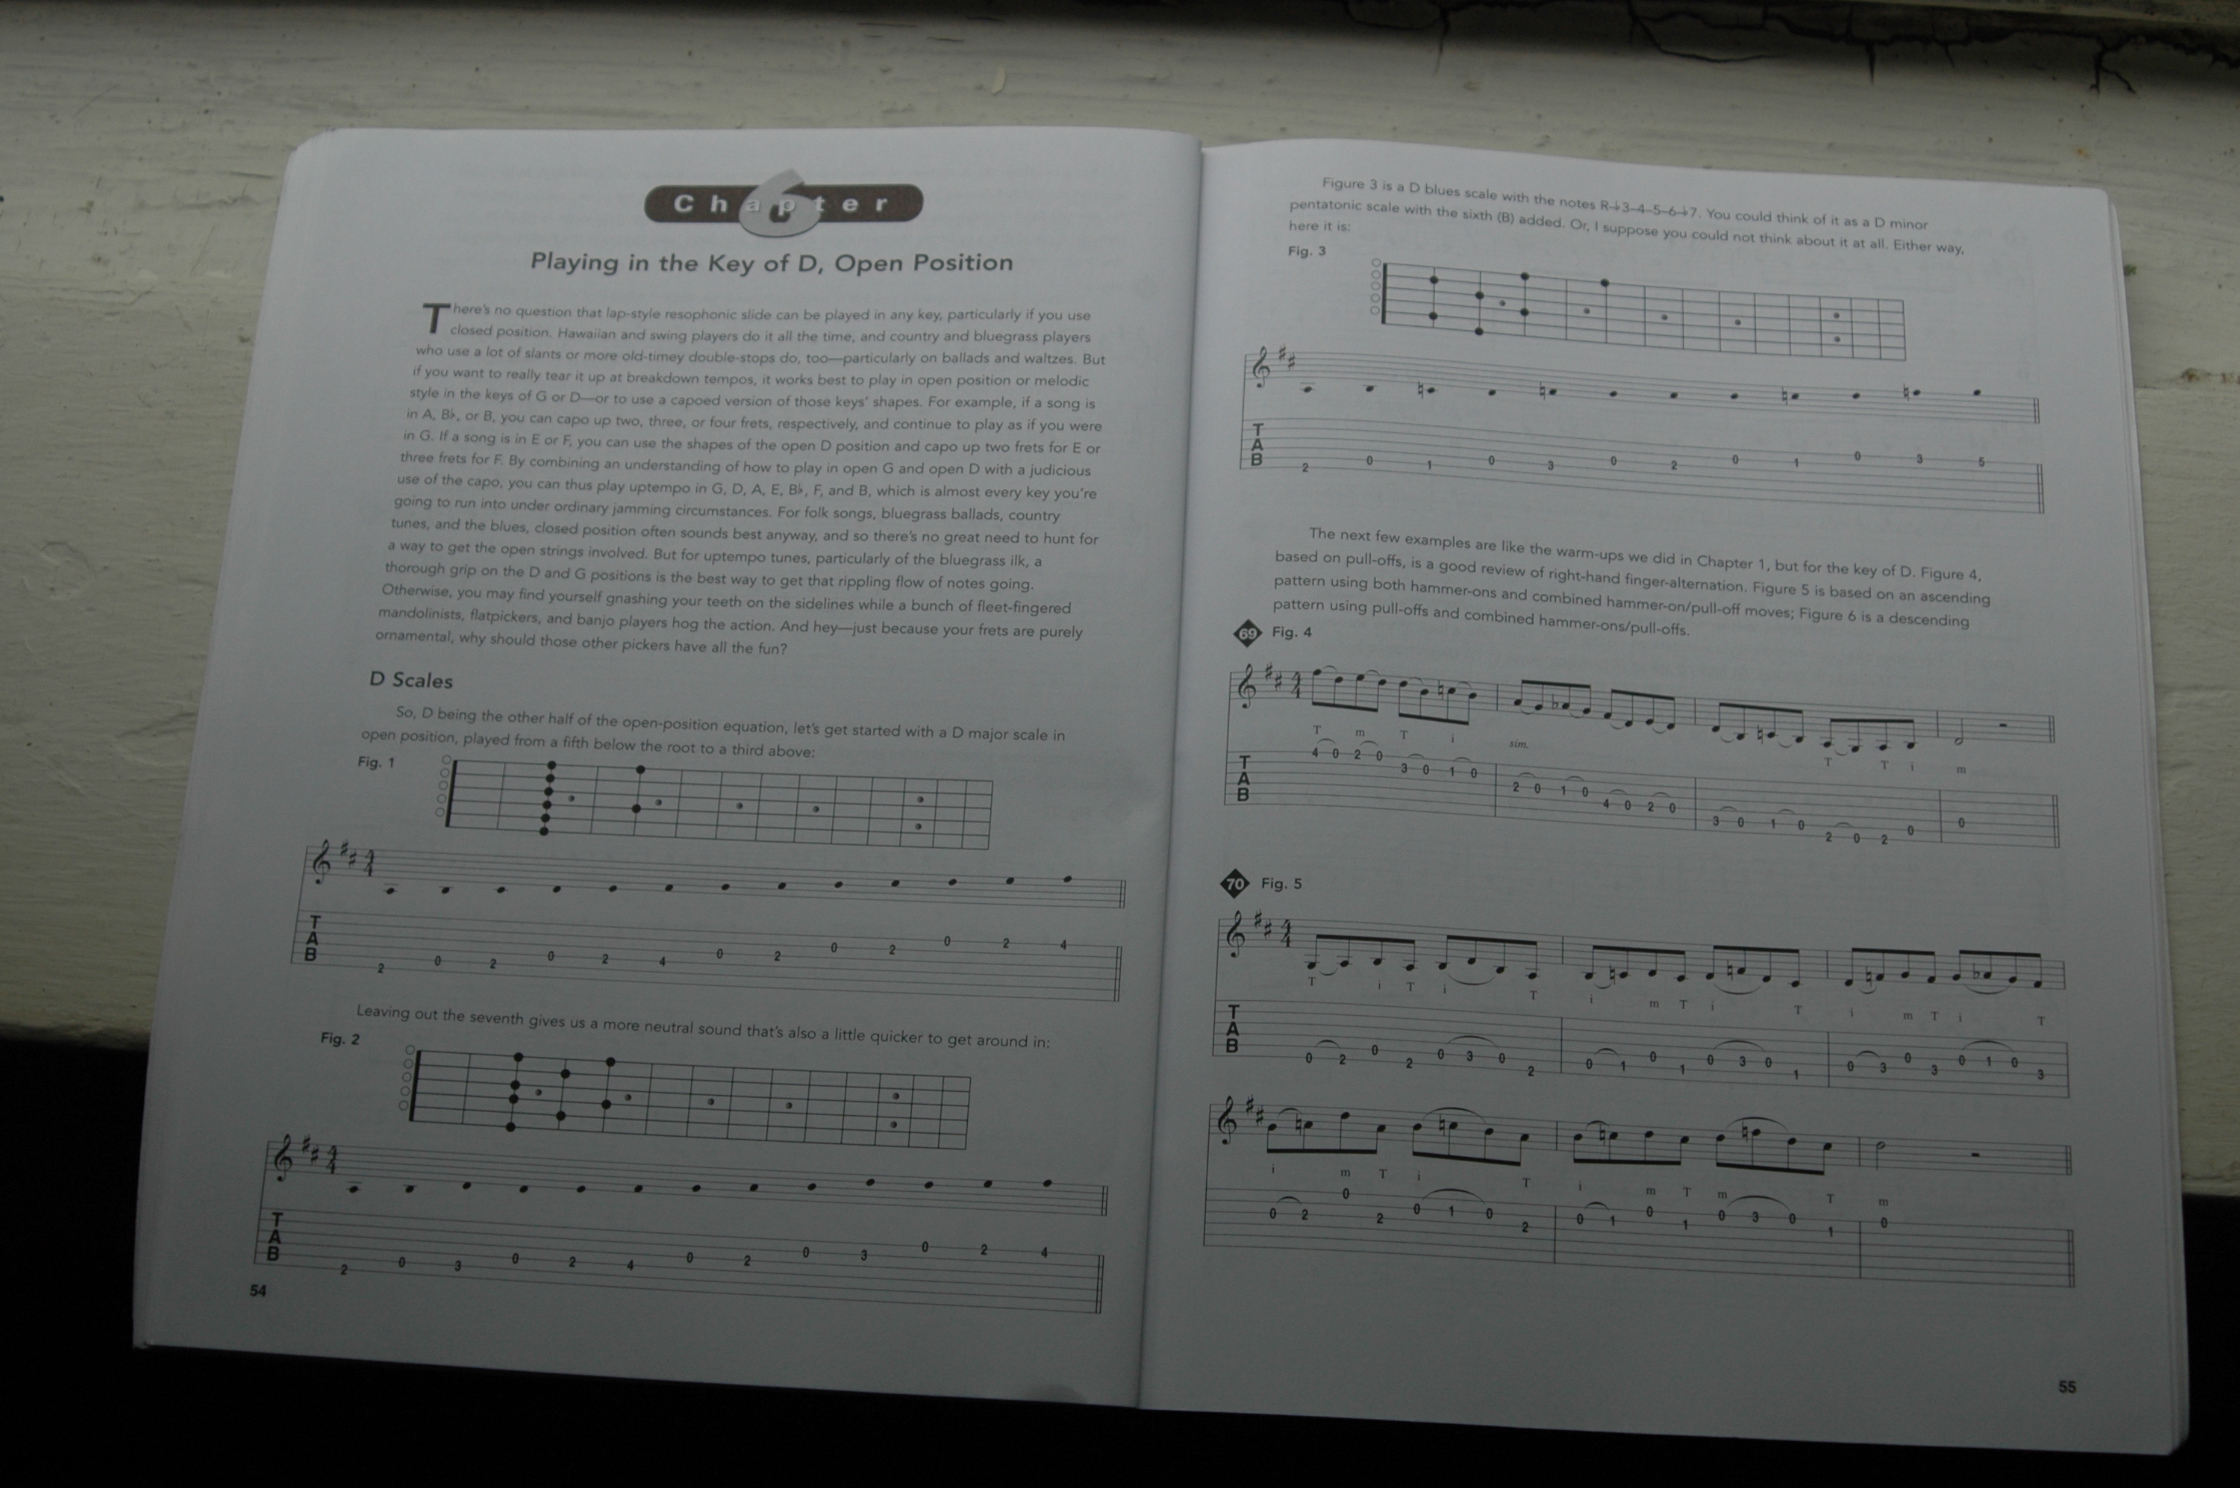 Chapter 6
Playing in the Key of D, Open Position
There's no question that lap-style resophonic slide can be played in any key, particularly if you use
closed position. Hawaiian and swing players do it all the time, and country and bluegrass players
who use a lot of slants or more old-timey double-stops do, too—particularly on ballads and waltzes. But
if you want to really tear it up at breakdown tempos, it works best to play in open position or melodic
style in the keys of G or D—or to use a capoed version of those keys' shapes. For example, if a song is
in A, B♭, or B, you can capo up two, three, or four frets, respectively, and continue to play as if you were
in G. If a song is in E or F, you can use the shapes of the open D position and capo up two frets for E or
three frets for F. By combining an understanding of how to play in open G and open D with a judicious
use of the capo, you can thus play uptempo in G, D, A, E, B♭, F, and B, which is almost every key you're
going to run into under ordinary jamming circumstances. For folk songs, bluegrass ballads, country
tunes, and the blues, closed position often sounds best anyway, and so there's no great need to hunt for
a way to get the open strings involved. But for uptempo tunes, particularly of the bluegrass ilk, a
thorough grip on the D and G positions is the best way to get that rippling flow of notes going.
Otherwise, you may find yourself gnashing your teeth on the sidelines while a bunch of fleet-fingered
mandolinists, flatpickers, and banjo players hog the action. And hey—just because your frets are purely
ornamental, why should those other pickers have all the fun?
D Scales
So, D being the other half of the open-position equation, let's get started with a D major scale in
open position, played from a fifth below the root to a third above:
Fig. 1
4
4
T
A
B
2 0 2 0 2 4 0 2 0 2 0 2 4
Leaving out the seventh gives us a more neutral sound that's also a little quicker to get around in:
Fig. 2
4
4
T
A
B
2 0 3 0 2 4 0 2 0 3 0 2 4
54
Figure 3 is a D blues scale with the notes R–♭3–4–5–6–♭7. You could think of it as a D minor
pentatonic scale with the sixth (B) added. Or, I suppose you could not think about it at all. Either way,
here it is:
Fig. 3
T
A
B
2 0 1 0 3 0 2 0 1 0 3 5
The next few examples are like the warm-ups we did in Chapter 1, but for the key of D. Figure 4,
based on pull-offs, is a good review of right-hand finger-alternation. Figure 5 is based on an ascending
pattern using both hammer-ons and combined hammer-on/pull-off moves; Figure 6 is a descending
pattern using pull-offs and combined hammer-ons/pull-offs.
69 Fig. 4
4
4
T m T i sim. T T i m
T
A
B
4 0 2 0 3 0 1 0 2 0 1 0 4 0 2 0 3 0 1 0 2 0 2 0 0
70 Fig. 5
4
4
T i T i T i m T i T i m T i T
T
A
B
0 2 0 2 0 3 0 2 0 1 0 1 0 3 0 1 0 3 0 3 0 1 0 3
i m T i T i m T m T m
0 2 0 2 0 1 0 2 0 1 0 1 0 3 0 1 0
55